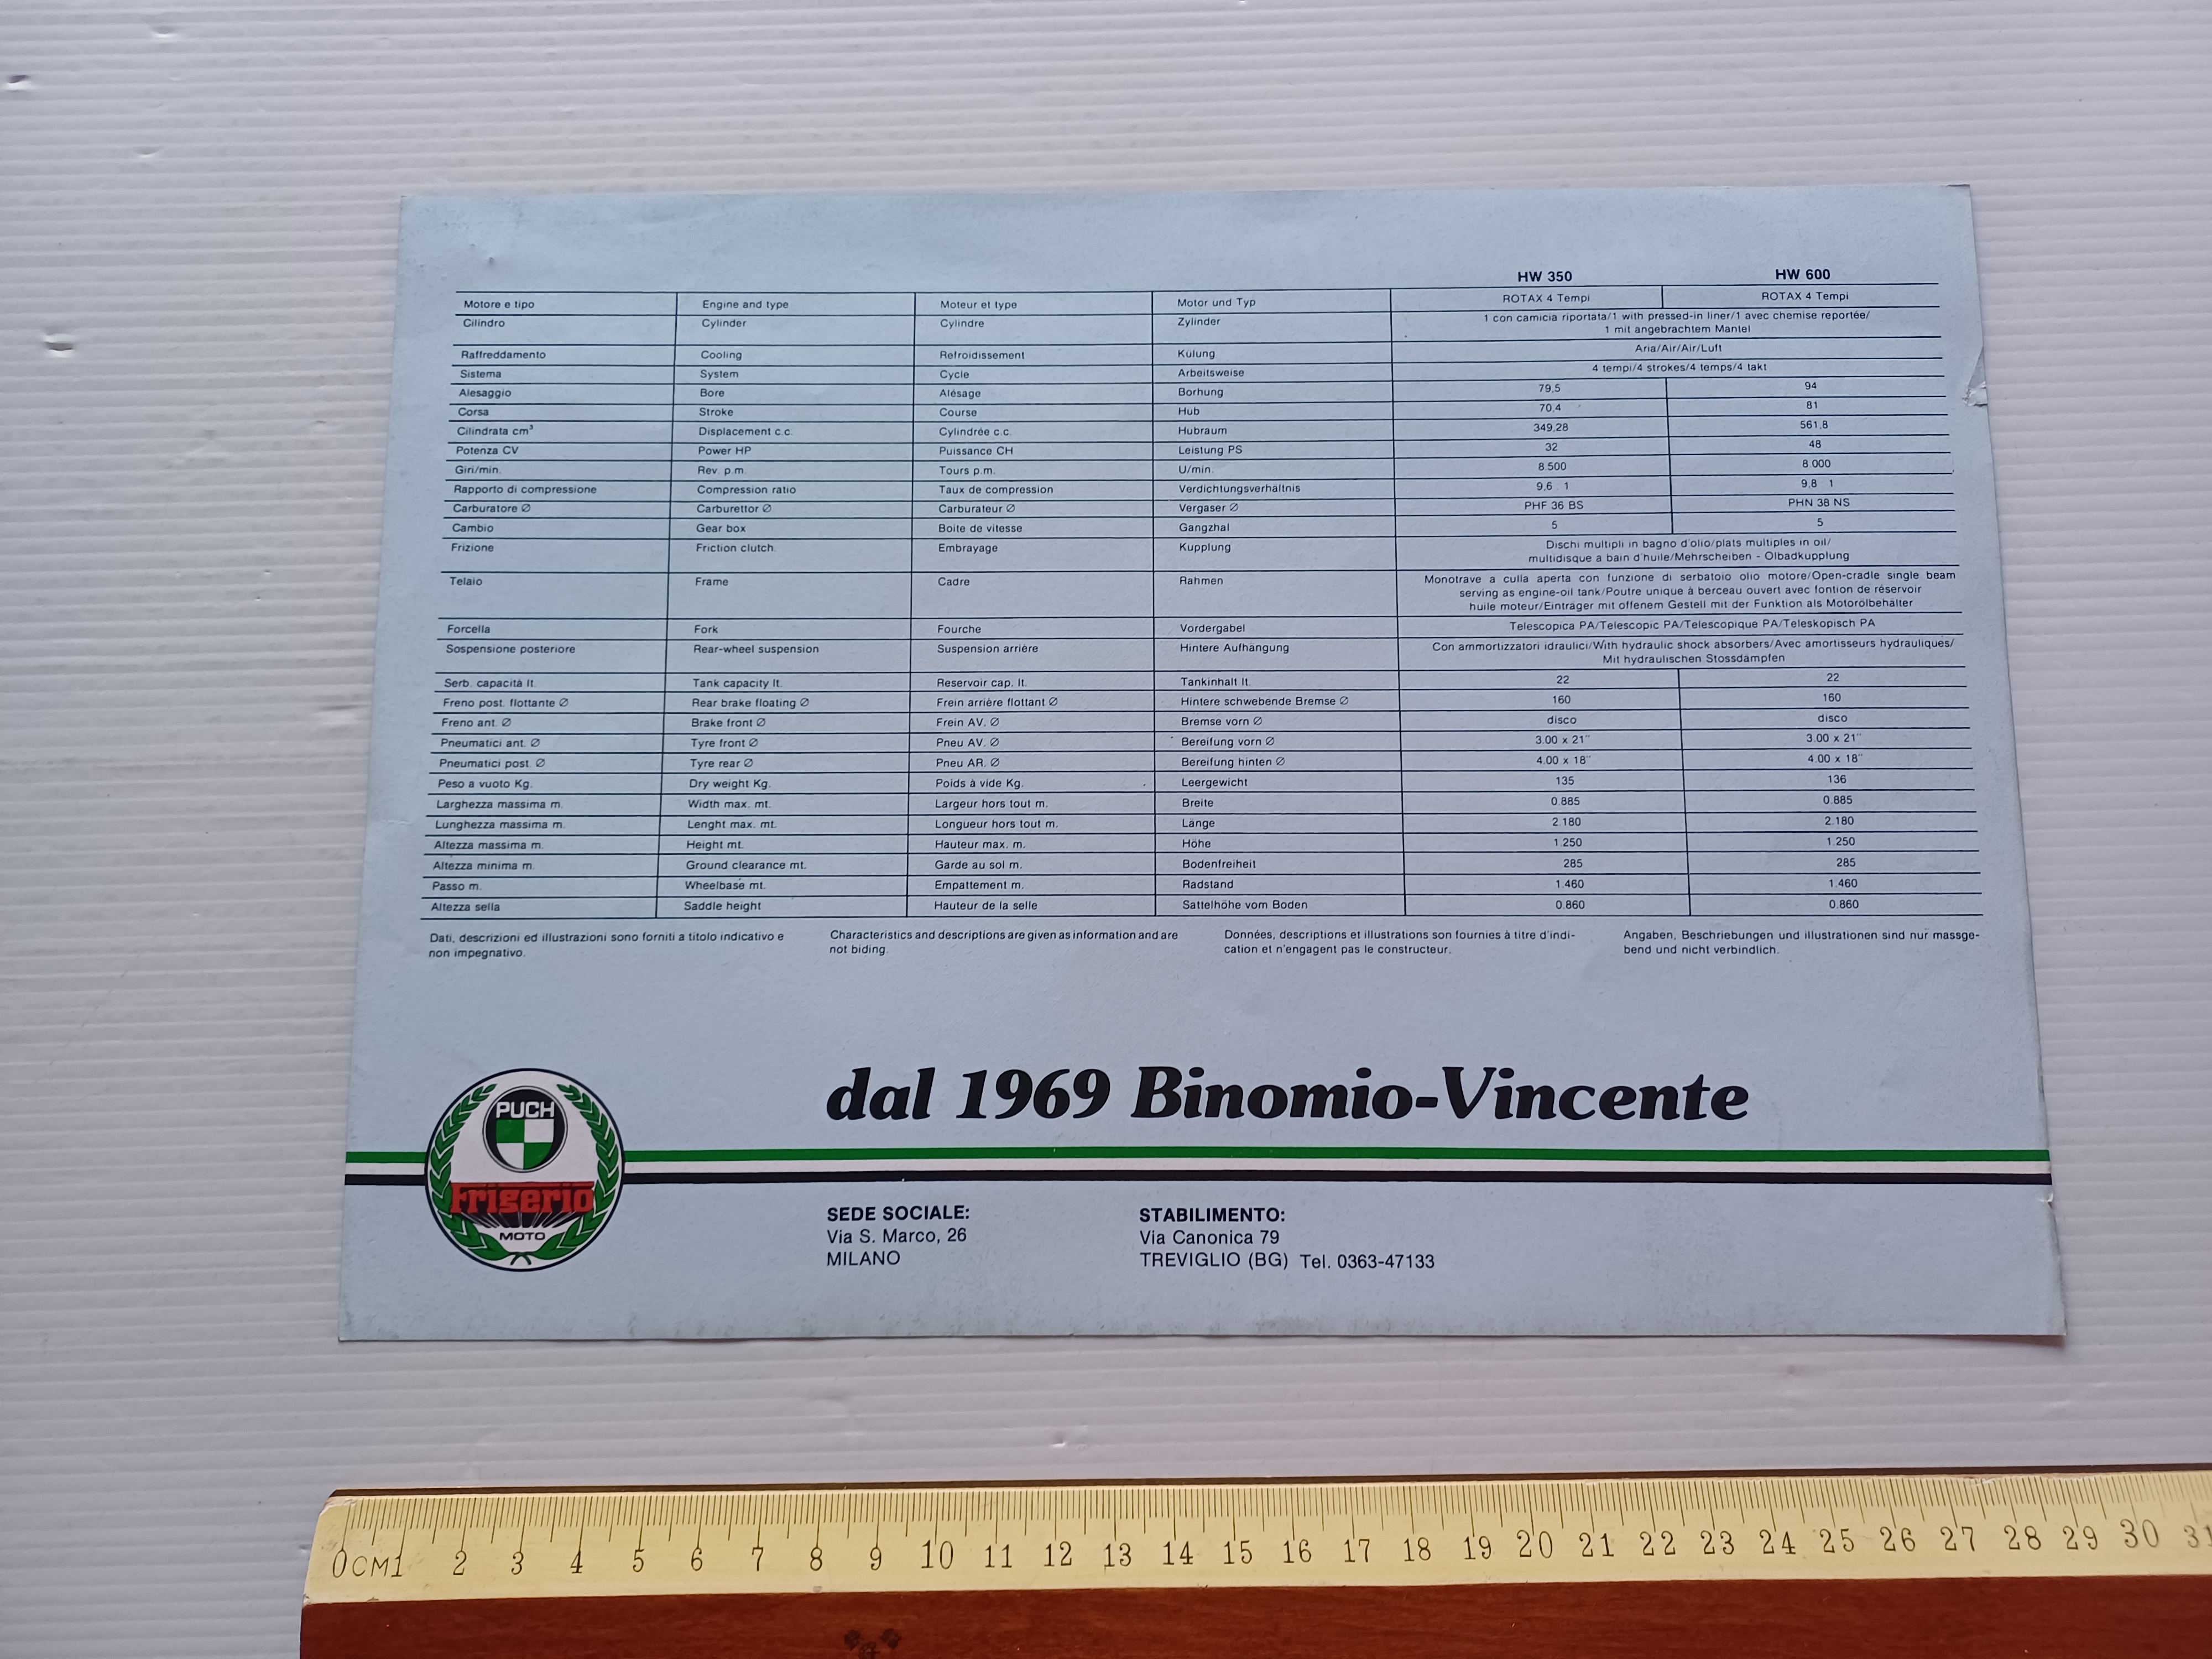 HW 350 HW 600
Motore e tipo Engine and type Moteur et type Motor und Typ ROTAX 4 Tempi ROTAX 4 Tempi
Cilindro Cylinder Cylindre Zylinder 1 con camicia riportata/1 with pressed-in liner/1 avec chemise reportée/
1 mit angebrachtem Mantel
Raffreddamento Cooling Refroidissement Kulung Aria/Air/Air/Luft
Sistema System Cycle Arbeitsweise 4 tempi/4 strokes/4 temps/4 takt
Alesaggio Bore Alésage Borhung 79,5 94
Corsa Stroke Course Hub 70,4 81
Cilindrata cm³ Displacement c.c. Cylindrée c.c. Hubraum 349,28 561,8
Potenza CV Power HP Puissance CH Leistung PS 32 48
Giri/min. Rev. p.m. Tours p.m. U/min. 8.500 8.000
Rapporto di compressione Compression ratio Taux de compression Verdichtungsverhältnis 9,6 : 1 9,8 : 1
Carburatore ∅ Carburettor ∅ Carburateur ∅ Vergaser ∅ PHF 36 BS PHN 38 NS
Cambio Gear box Boite de vitesse Gangzhal 5 5
Frizione Friction clutch Embrayage Kupplung Dischi multipli in bagno d'olio/plats multiples in oil/
multidisque a bain d'huile/Mehrscheiben - Olbadkupplung
Telaio Frame Cadre Rahmen Monotrave a culla aperta con funzione di serbatoio olio motore/Open-cradle single beam
serving as engine-oil tank/Poutre unique à berceau ouvert avec fontion de réservoir
huile moteur/Einträger mit offenem Gestell mit der Funktion als Motorölbehälter
Forcella Fork Fourche Vordergabel Telescopica PA/Telescopic PA/Telescopique PA/Teleskopisch PA
Sospensione posteriore Rear-wheel suspension Suspension arrière Hintere Aufhängung Con ammortizzatori idraulici/With hydraulic shock absorbers/Avec amortisseurs hydrauliques/
Mit hydraulischen Stossdämpfen
Serb. capacità lt. Tank capacity lt. Reservoir cap. lt. Tankinhalt lt. 22 22
Freno post. flottante ∅ Rear brake floating ∅ Frein arrière flottant ∅ Hintere schwebende Bremse ∅ 160 160
Freno ant. ∅ Brake front ∅ Frein AV. ∅ Bremse vorn ∅ disco disco
Pneumatici ant. ∅ Tyre front ∅ Pneu AV. ∅ Bereifung vorn ∅ 3.00 x 21" 3.00 x 21"
Pneumatici post. ∅ Tyre rear ∅ Pneu AR. ∅ Bereifung hinten ∅ 4.00 x 18" 4.00 x 18"
Peso a vuoto Kg. Dry weight Kg. Poids à vide Kg. Leergewicht 135 136
Larghezza massima m. Width max. mt. Largeur hors tout m. Breite 0.885 0.885
Lunghezza massima m. Lenght max. mt. Longueur hors tout m. Länge 2.180 2.180
Altezza massima m. Height mt. Hauteur max. m. Höhe 1.250 1.250
Altezza minima m. Ground clearance mt. Garde au sol m. Bodenfreiheit 285 285
Passo m. Wheelbase mt. Empattement m. Radstand 1.460 1.460
Altezza sella Saddle height Hauteur de la selle Sattelhöhe vom Boden 0.860 0.860
Dati, descrizioni ed illustrazioni sono forniti a titolo indicativo e
non impegnativo.
Characteristics and descriptions are given as information and are
not biding.
Données, descriptions et illustrations son fournies à titre d'indi-
cation et n'engagent pas le constructeur.
Angaben, Beschriebungen und illustrationen sind nur massge-
bend und nicht verbindlich.
dal 1969 Binomio-Vincente
PUCH
Frigerio
MOTO
SEDE SOCIALE:
Via S. Marco, 26
MILANO
STABILIMENTO:
Via Canonica 79
TREVIGLIO (BG) Tel. 0363-47133
0 CM 1 2 3 4 5 6 7 8 9 10 11 12 13 14 15 16 17 18 19 20 21 22 23 24 25 26 27 28 29 30 31